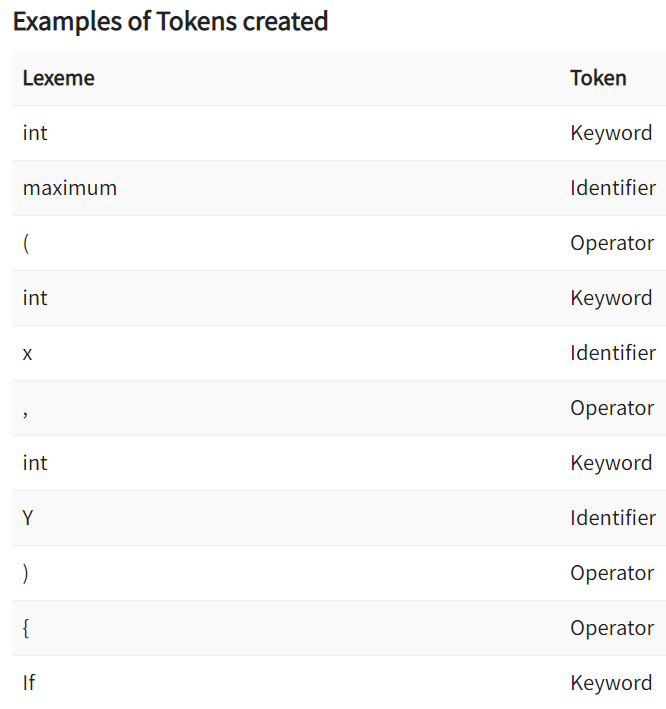 Examples of Tokens created
Lexeme Token
int Keyword
maximum Identifier
( Operator
int Keyword
x Identifier
, Operator
int Keyword
Y Identifier
) Operator
{ Operator
If Keyword